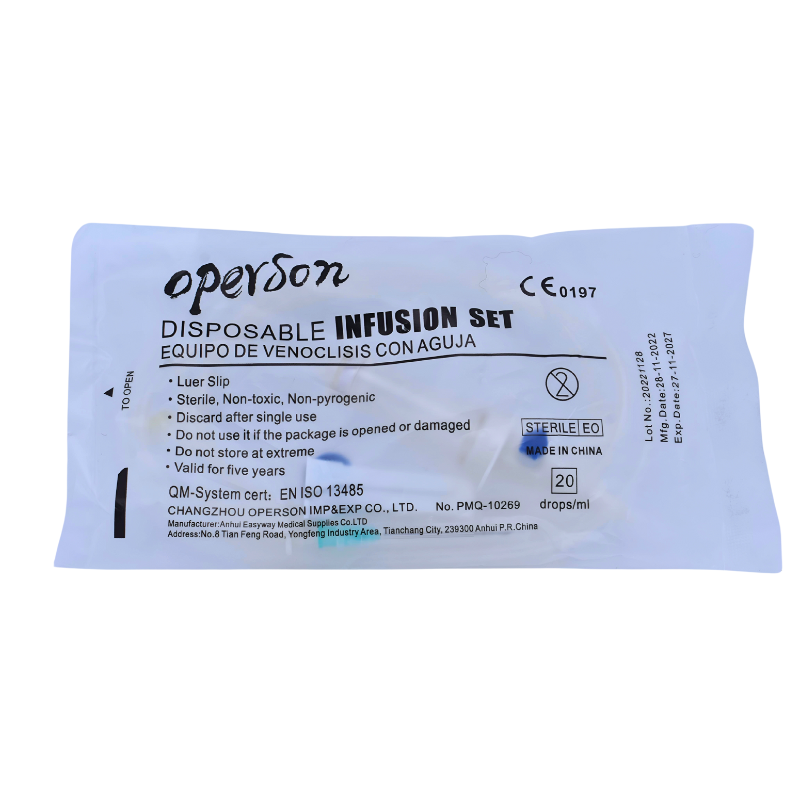 operson
CE 0197
DISPOSABLE INFUSION SET
EQUIPO DE VENOCLISIS CON AGUJA
• Luer Slip
• Sterile, Non-toxic, Non-pyrogenic
• Discard after single use
• Do not use it if the package is opened or damaged
• Do not store at extreme
• Valid for five years
QM-System cert: EN ISO 13485
CHANGZHOU OPERSON IMP&EXP CO., LTD. No. PMQ-10269
Manufacturer:Anhui Easyway Medical Supplies Co.LTD
Address:No.8 Tian Feng Road, Yongfeng Industry Area, Tianchang City, 239300 Anhui P.R.China
2
STERILE EO
MADE IN CHINA
20
drops/ml
TO OPEN
Lot No.:20221128
Mfg.Date:28-11-2022
Exp.Date:27-11-2027